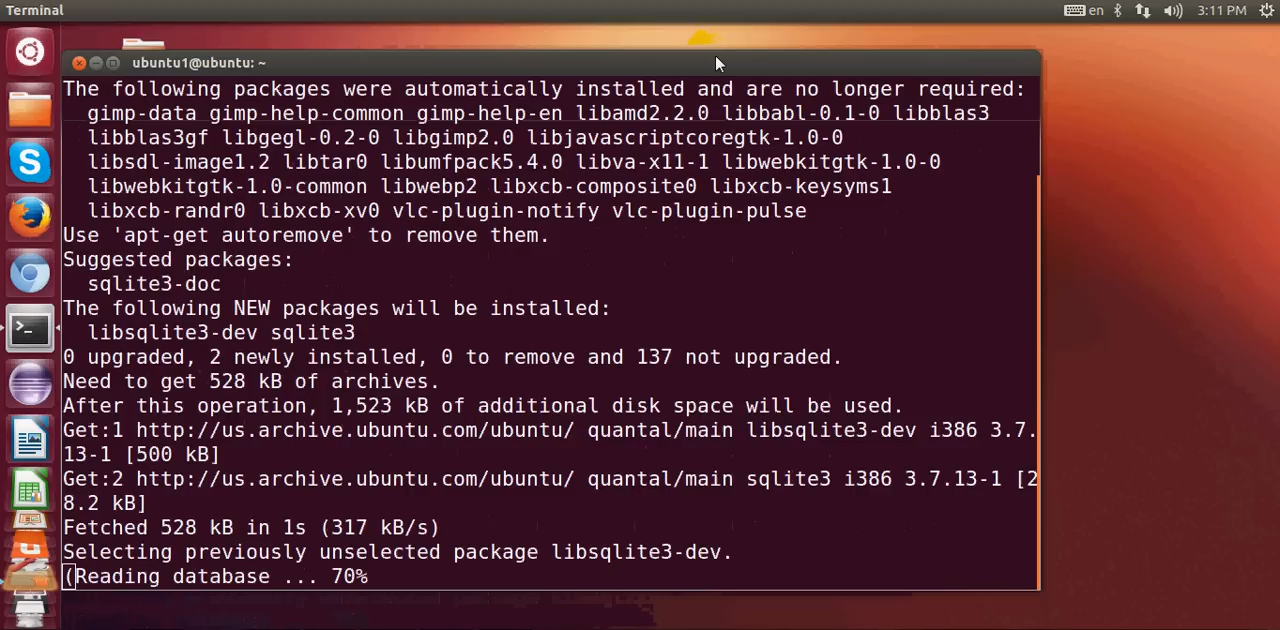 Terminal
en
3:11 PM
ubuntu1@ubuntu: ~
The following packages were automatically installed and are no longer required:
gimp-data gimp-help-common gimp-help-en libamd2.2.0 libbabl-0.1-0 libblas3
libblas3gf libgegl-0.2-0 libgimp2.0 libjavascriptcoregtk-1.0-0
libsdl-image1.2 libtar0 libumfpack5.4.0 libva-x11-1 libwebkitgtk-1.0-0
libwebkitgtk-1.0-common libwebp2 libxcb-composite0 libxcb-keysyms1
libxcb-randr0 libxcb-xv0 vlc-plugin-notify vlc-plugin-pulse
Use 'apt-get autoremove' to remove them.
Suggested packages:
sqlite3-doc
The following NEW packages will be installed:
libsqlite3-dev sqlite3
0 upgraded, 2 newly installed, 0 to remove and 137 not upgraded.
Need to get 528 kB of archives.
After this operation, 1,523 kB of additional disk space will be used.
Get:1 http://us.archive.ubuntu.com/ubuntu/ quantal/main libsqlite3-dev i386 3.7.
13-1 [500 kB]
Get:2 http://us.archive.ubuntu.com/ubuntu/ quantal/main sqlite3 i386 3.7.13-1 [2
8.2 kB]
Fetched 528 kB in 1s (317 kB/s)
Selecting previously unselected package libsqlite3-dev.
(Reading database ... 70%